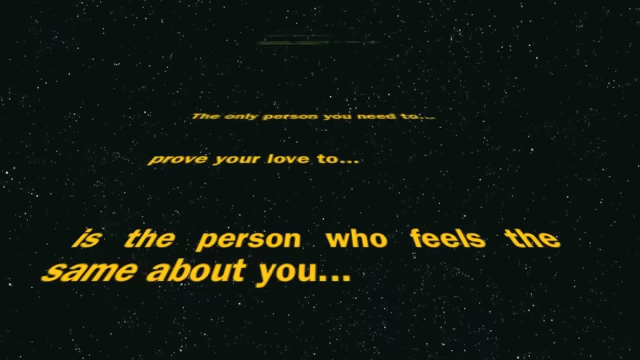 The only person you need to...
prove your love to...
is the person who feels the
same about you...